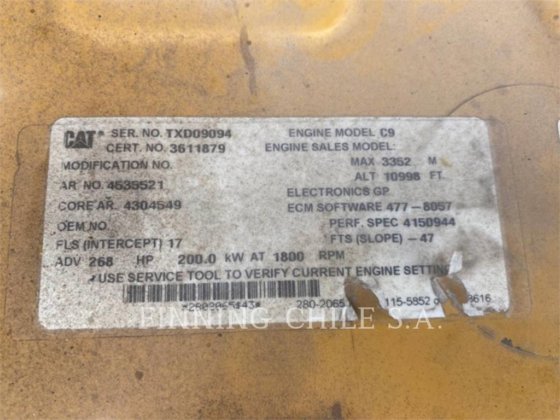 CAT SER. NO. TXD09094 ENGINE MODEL C9
CERT. NO. 3611879 ENGINE SALES MODEL:
MODIFICATION NO. MAX 3352 M
AR NO. 4535521 ALT 10998 FT.
CORE AR. 4304549 ELECTRONICS GP.
OEM NO. ECM SOFTWARE 477-8057
FLS (INTERCEPT) 17 PERF. SPEC 4150944
ADV 268 HP 200.0 kW AT 1800 RPM FTS (SLOPE) -47
USE SERVICE TOOL TO VERIFY CURRENT ENGINE SETTING
280-2065 115-5852
FINNING CHILE S.A.